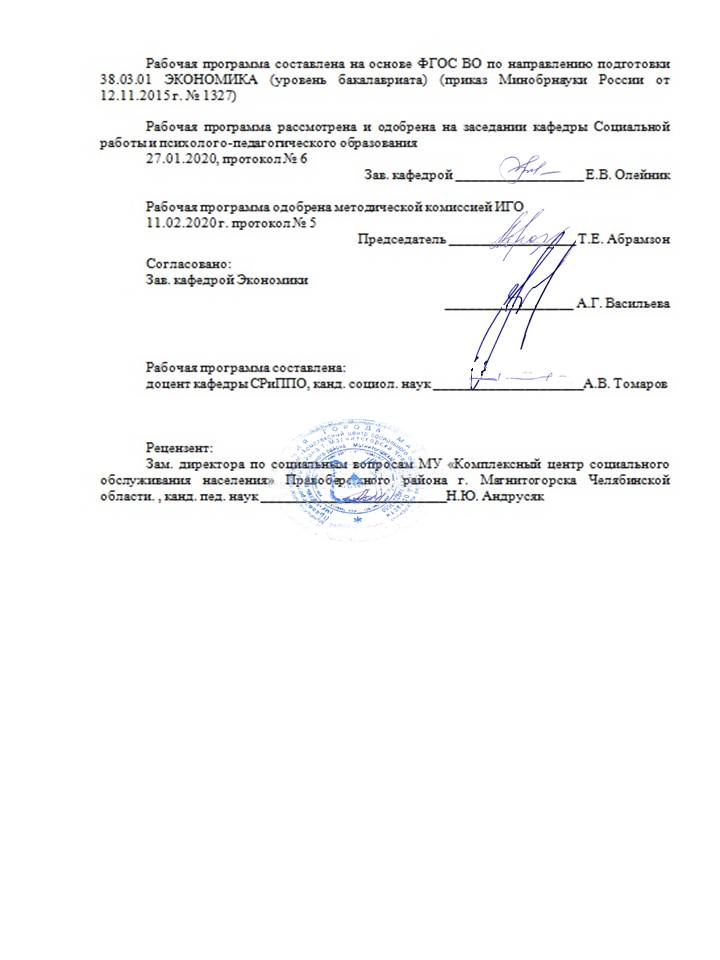 Рабочая программа составлена на основе ФГОС ВО по направлению подготовки
38.03.01 ЭКОНОМИКА (уровень бакалавриата) (приказ Минобрнауки России от
12.11.2015 г. № 1327)
Рабочая программа рассмотрена и одобрена на заседании кафедры Социальной
работы и психолого-педагогического образования
27.01.2020, протокол № 6
Зав. кафедрой Е.В. Олейник
Рабочая программа одобрена методической комиссией ИГО
11.02.2020 г. протокол № 5
Председатель Т.Е. Абрамзон
Согласовано:
Зав. кафедрой Экономики
А.Г. Васильева
Рабочая программа составлена:
доцент кафедры СРиППО, канд. социол. наук А.В. Томаров
Рецензент:
Зам. директора по социальным вопросам МУ «Комплексный центр социального
обслуживания населения» Правобережного района г. Магнитогорска Челябинской
области. , канд. пед. наук Н.Ю. Андрусяк